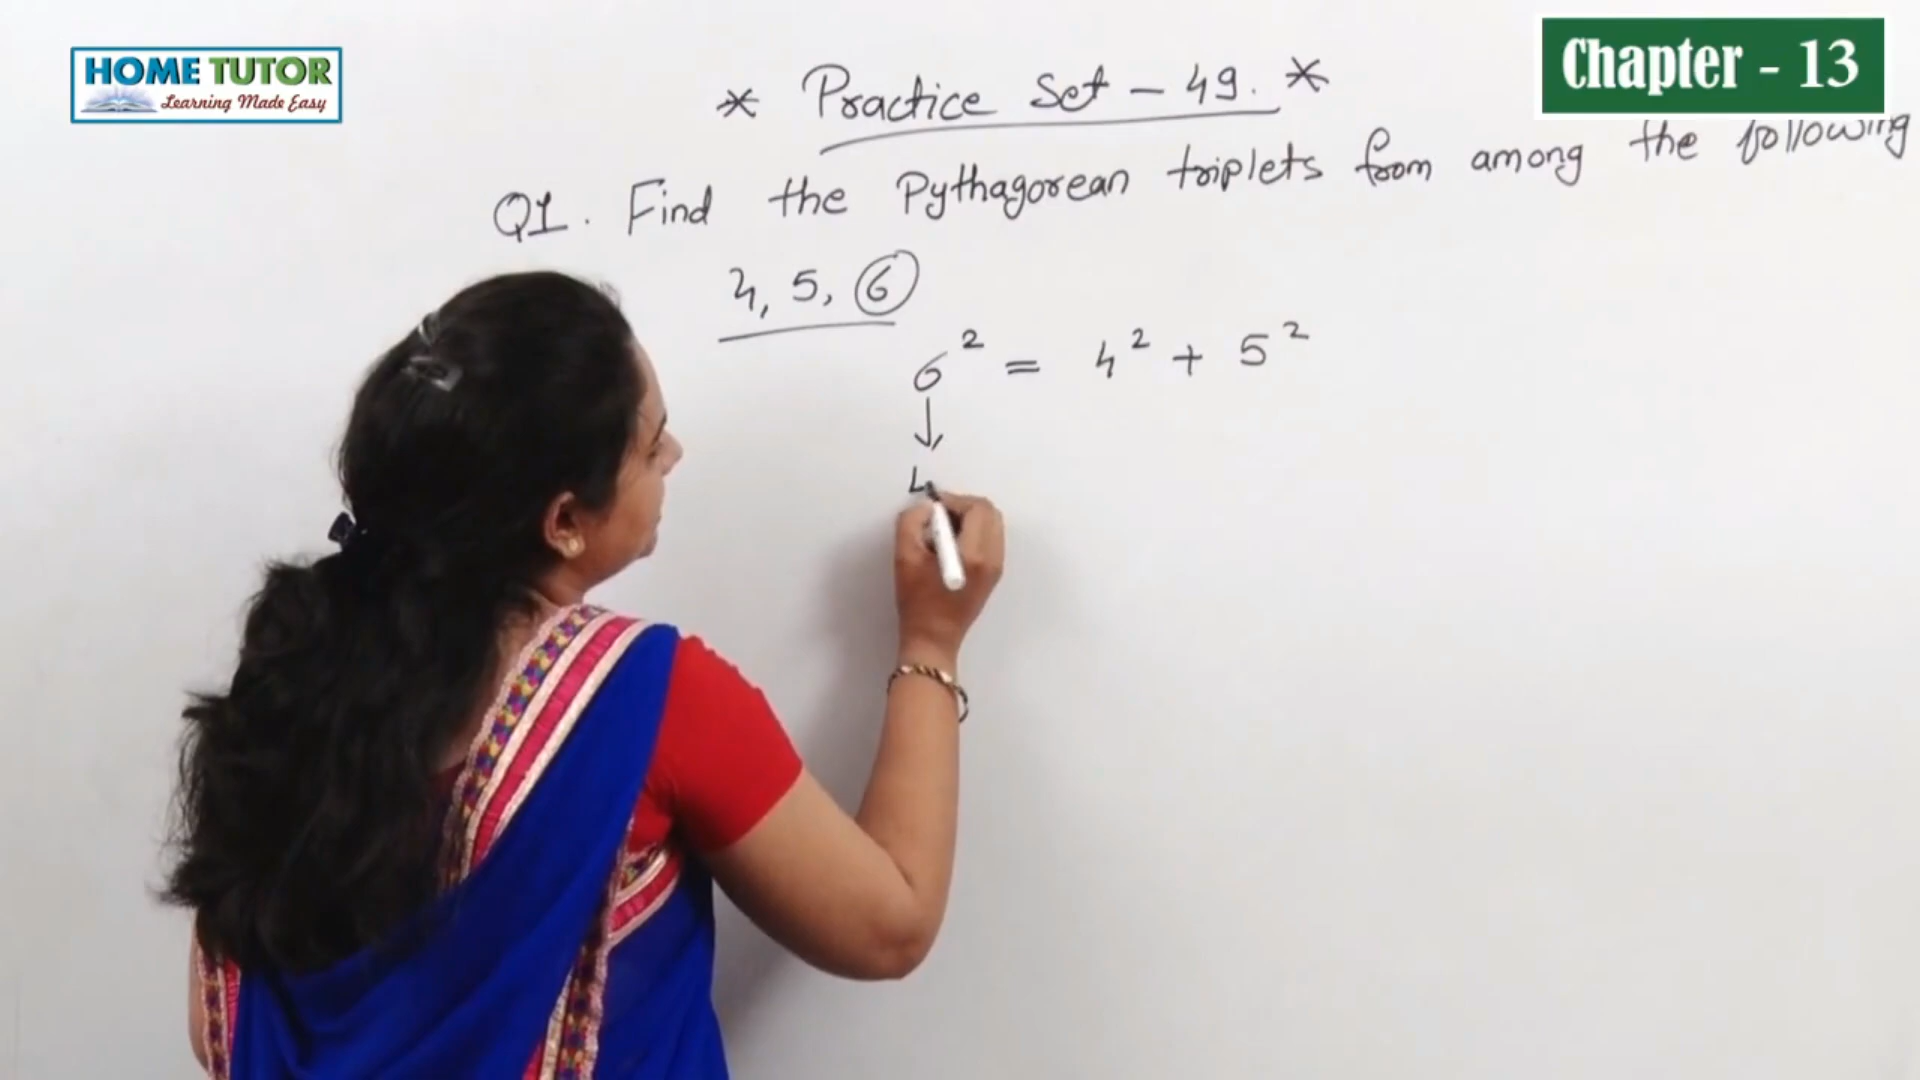 HOME TUTOR
Learning Made Easy
Chapter - 13
* Practice Set - 49. *
Q1. Find the Pythagorean triplets from among the following
4, 5, 6
6² = 4² + 5²
↓